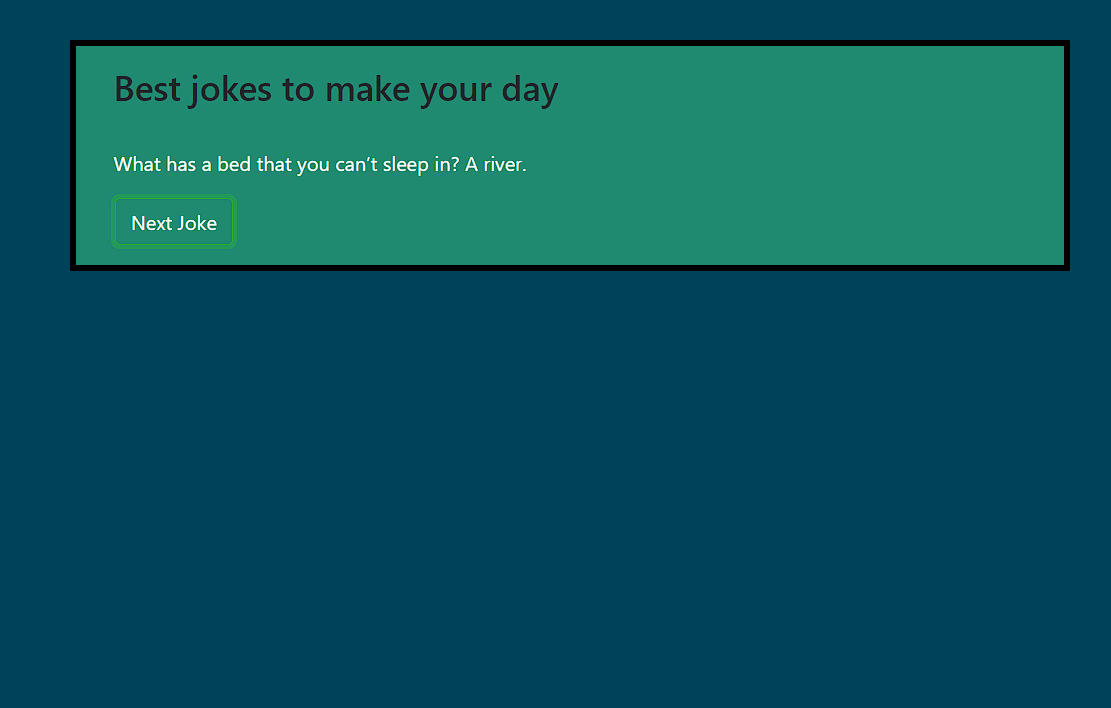 Best jokes to make your day
What has a bed that you can’t sleep in? A river.
Next Joke